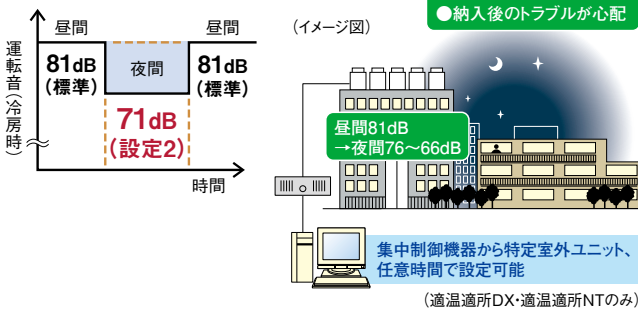 昼間
昼間
運転音(冷房時)
81dB
(標準)
夜間
81dB
(標準)
71dB
(設定2)
時間
(イメージ図)
●納入後のトラブルが心配
昼間81dB
→夜間76〜66dB
集中制御機器から特定室外ユニット、
任意時間で設定可能
(適温適所DX・適温適所NTのみ)